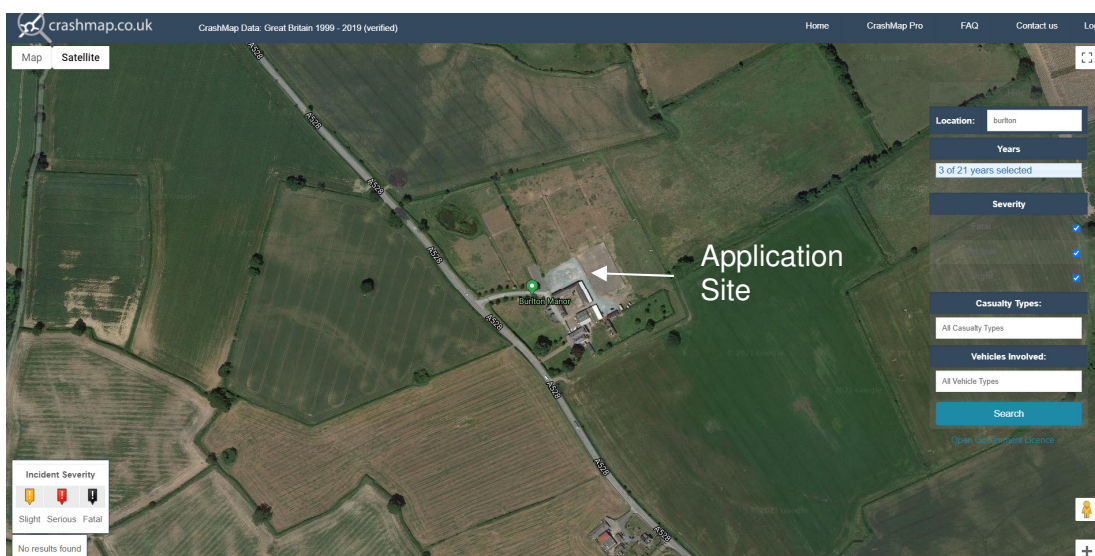 crashmap.co.uk
CrashMap Data: Great Britain 1999 - 2019 (verified)
Home CrashMap Pro FAQ Contact us Log
Map Satellite
A528
A528
A528
A528
Location: burlton
Years
3 of 21 years selected
Severity
Fatal
Application
Site
Burlton Manor
A528
A528
A528
A528
Casualty Types:
All Casualty Types
Vehicles Involved:
All Vehicle Types
Search
Incident Severity
Slight Serious Fatal
No results found